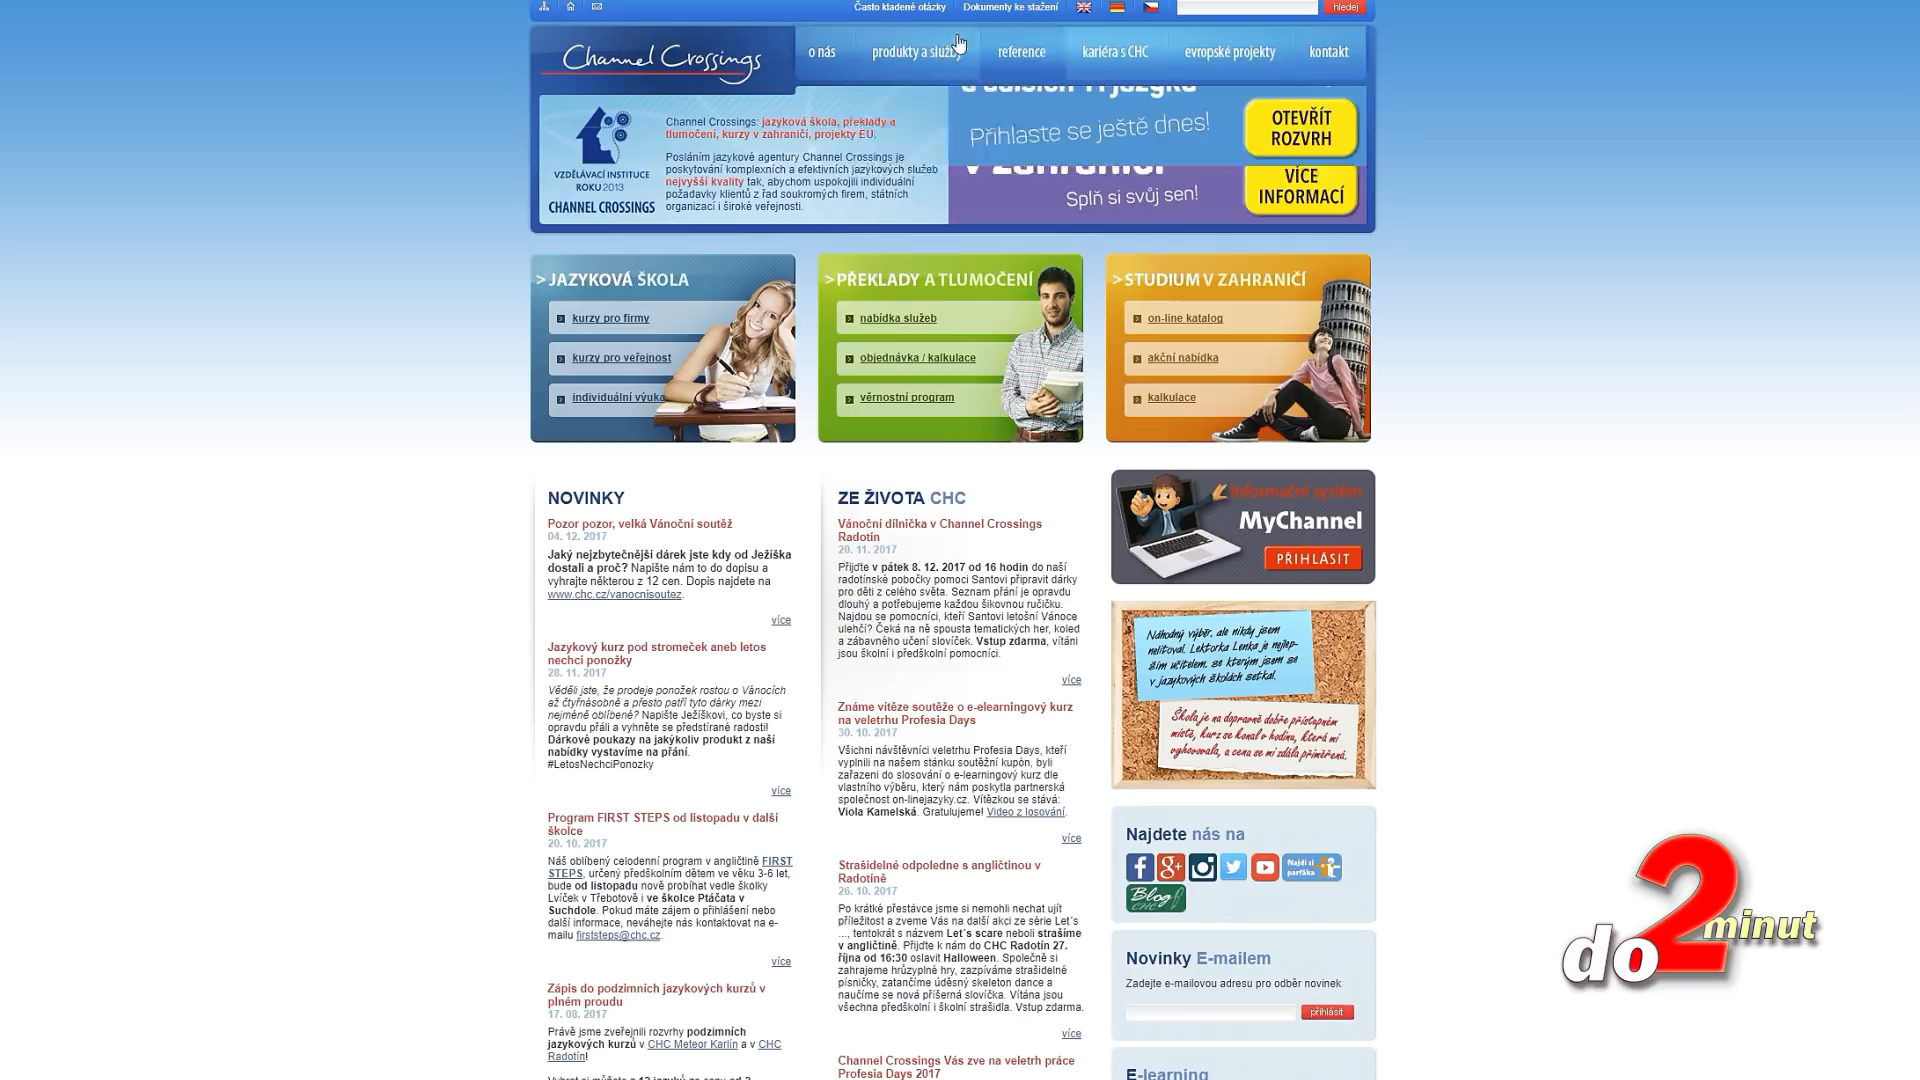 Často kladené otázky
Dokumenty ke stažení
hledej
Channel Crossings
o nás
produkty a služby
reference
kariéra s CHC
evropské projekty
kontakt
Channel Crossings: jazyková škola, překlady a
tlumočení, kurzy v zahraničí, projekty EU.
Posláním jazykové agentury Channel Crossings je
poskytování komplexních a efektivních jazykových služeb
nejvyšší kvality tak, abychom uspokojili individuální
požadavky klientů z řad soukromých firem, státních
organizací i široké veřejnosti.
VZDĚLÁVACÍ INSTITUCE
ROKU 2013
CHANNEL CROSSINGS
a dalších 11 jazyků
Přihlaste se ještě dnes!
OTEVŘÍT
ROZVRH
v zahraničí
Splň si svůj sen!
VÍCE
INFORMACÍ
> JAZYKOVÁ ŠKOLA
kurzy pro firmy
kurzy pro veřejnost
individuální výuka
> PŘEKLADY A TLUMOČENÍ
nabídka služeb
objednávka / kalkulace
věrnostní program
> STUDIUM V ZAHRANIČÍ
on-line katalog
akční nabídka
kalkulace
NOVINKY
Pozor pozor, velká Vánoční soutěž
04. 12. 2017
Jaký nejzbytečnější dárek jste kdy od Ježíška
dostali a proč? Napište nám to do dopisu a
vyhrajte některou z 12 cen. Dopis najdete na
www.chc.cz/vanocnisoutez.
více
Jazykový kurz pod stromeček aneb letos
nechci ponožky
28. 11. 2017
Věděli jste, že prodeje ponožek rostou o Vánocích
až čtyřnásobně a přesto patří tyto dárky mezi
nejméně oblíbené? Napište Ježíškovi, co byste si
opravdu přáli a vyhněte se předstírané radosti!
Dárkové poukazy na jakýkoliv produkt z naší
nabídky vystavíme na přání.
#LetosNechciPonozky
více
Program FIRST STEPS od listopadu v další
školce
20. 10. 2017
Náš oblíbený celodenní program v angličtině FIRST
STEPS, určený předškolním dětem ve věku 3-6 let,
bude od listopadu nově probíhat vedle školky
Lvíček v Třebotově i ve školce Ptáčata v
Suchdole. Pokud máte zájem o přihlášení nebo
další informace, neváhejte nás kontaktovat na e-
mailu firststeps@chc.cz.
více
Zápis do podzimních jazykových kurzů v
plném proudu
17. 08. 2017
Právě jsme zveřejnili rozvrhy podzimních
jazykových kurzů v CHC Meteor Karlín a v CHC
Radotín!
ZE ŽIVOTA CHC
Vánoční dílnička v Channel Crossings
Radotín
20. 11. 2017
Přijďte v pátek 8. 12. 2017 od 16 hodin do naší
radotínské pobočky pomoci Santovi připravit dárky
pro děti z celého světa. Seznam přání je opravdu
dlouhý a potřebujeme každou šikovnou ručičku.
Najdou se pomocníci, kteří Santovi letošní Vánoce
ulehčí? Čeká na ně spousta tematických her, koled
a zábavného učení slovíček. Vstup zdarma, vítáni
jsou školní i předškolní pomocníci.
více
Známe vítěze soutěže o e-elearningový kurz
na veletrhu Profesia Days
30. 10. 2017
Všichni návštěvníci veletrhu Profesia Days, kteří
vyplnili na našem stánku soutěžní kupón, byli
zařazeni do slosování o e-learningový kurz dle
vlastního výběru, který nám poskytla partnerská
společnost on-linejazyky.cz. Vítězkou se stává:
Viola Kamelská. Gratulujeme! Video z losování.
více
Strašidelné odpoledne s angličtinou v
Radotíně
26. 10. 2017
Po krátké přestávce jsme si nemohli nechat ujít
příležitost a zveme Vás na další akci ze série Let´s
..., tentokrát s názvem Let´s scare neboli strašíme
v angličtině. Přijďte k nám do CHC Radotín 27.
října od 16:30 oslavit Halloween. Společně si
zahrajeme hrůzyplné hry, zazpíváme strašidelné
písničky, zatančíme úděsný skeleton dance a
naučíme se nová příšerná slovíčka. Vítána jsou
všechna předškolní i školní strašidla. Vstup zdarma.
více
Channel Crossings Vás zve na veletrh práce
Profesia Days 2017
Informační systém
MyChannel
PŘIHLÁSIT
Náhodný výběr, ale nikdy jsem
nelitoval. Lektorka Lenka je nejlep-
ším učitelem, se kterým jsem se
v jazykových školách setkal.
Škola je na dopravně dobře přístupném
místě, kurz se konal v hodinu, která mi
vyhovovala, a cena se mi zdála přiměřená.
Najdete nás na
Najdi si
parťáka
Blog
CHC
Novinky E-mailem
Zadejte e-mailovou adresu pro odběr novinek
přihlásit
E-learning
do 2 minut